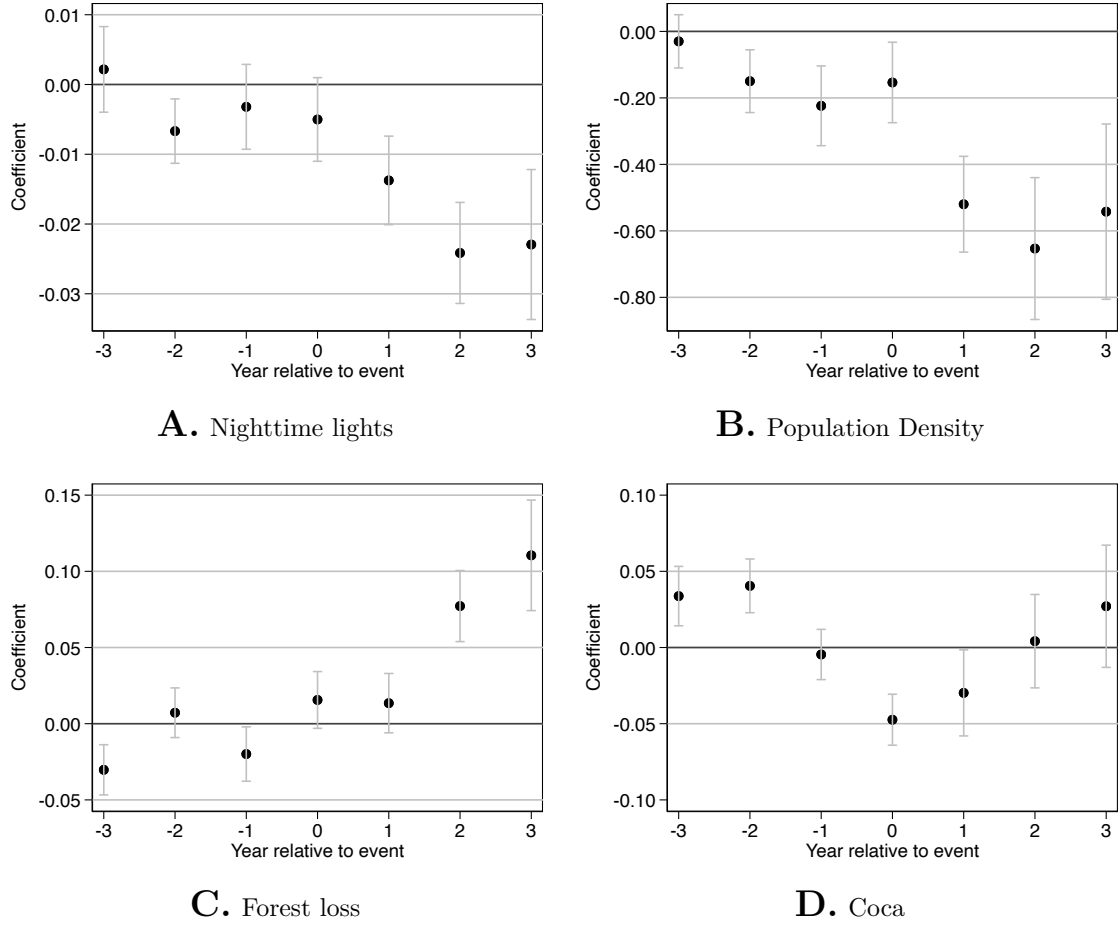 0.01
0.00
-0.01
-0.02
-0.03
Coefficient
-3 -2 -1 0 1 2 3
Year relative to event
A. Nighttime lights
0.00
-0.20
-0.40
-0.60
-0.80
Coefficient
-3 -2 -1 0 1 2 3
Year relative to event
B. Population Density
0.15
0.10
0.05
0.00
-0.05
Coefficient
-3 -2 -1 0 1 2 3
Year relative to event
C. Forest loss
0.10
0.05
0.00
-0.05
-0.10
Coefficient
-3 -2 -1 0 1 2 3
Year relative to event
D. Coca